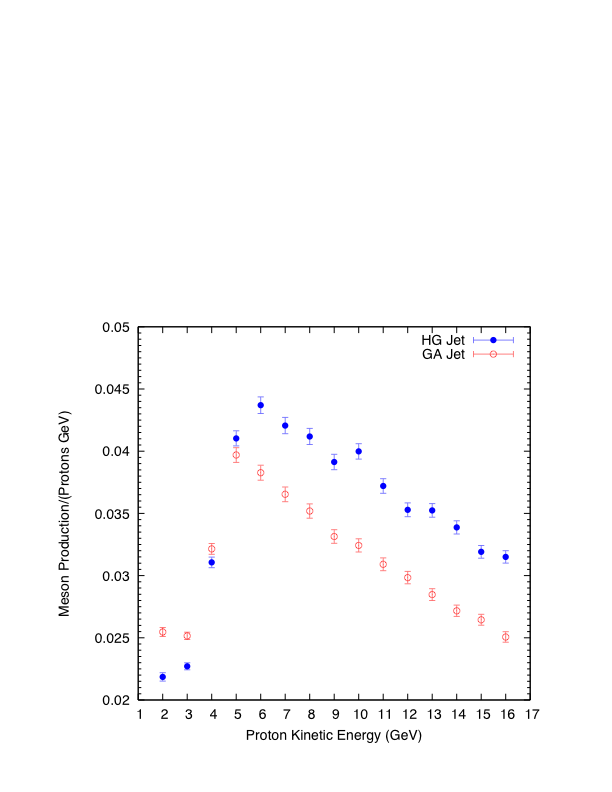 0.05
0.045
0.04
0.035
0.03
0.025
0.02
Meson Production/(Protons GeV)
HG Jet
GA Jet
1 2 3 4 5 6 7 8 9 10 11 12 13 14 15 16 17
Proton Kinetic Energy (GeV)